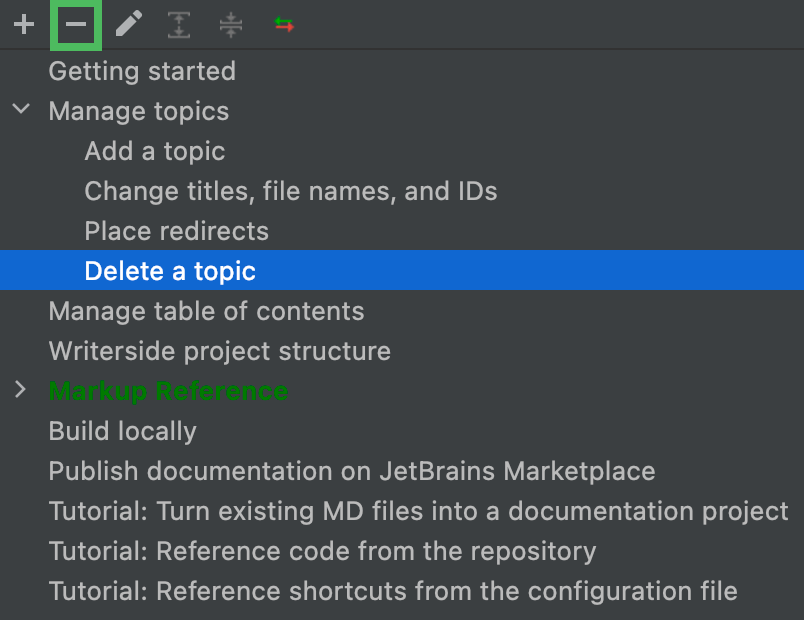 Getting started
Manage topics
Add a topic
Change titles, file names, and IDs
Place redirects
Delete a topic
Manage table of contents
Writerside project structure
Markup Reference
Build locally
Publish documentation on JetBrains Marketplace
Tutorial: Turn existing MD files into a documentation project
Tutorial: Reference code from the repository
Tutorial: Reference shortcuts from the configuration file